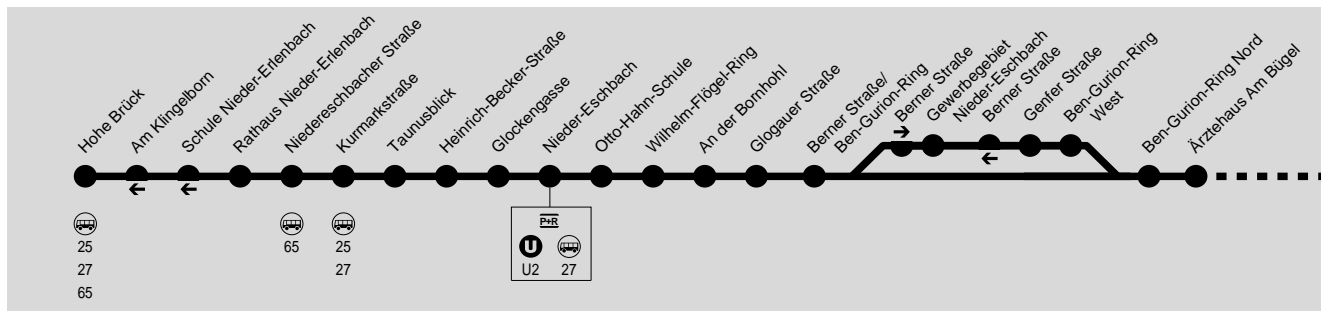 Hohe Brück
Am Klingelborn
Schule Nieder-Erlenbach
Rathaus Nieder-Erlenbach
Niedereschbacher Straße
Kurmarkstraße
Taunusblick
Heinrich-Becker-Straße
Glockengasse
Nieder-Eschbach
Otto-Hahn-Schule
Wilhelm-Flögel-Ring
An der Bornhohl
Glogauer Straße
Berner Straße/
Ben-Gurion-Ring
Berner Straße
Gewerbegebiet
Nieder-Eschbach
Berner Straße
Genfer Straße
Ben-Gurion-Ring
West
Ben-Gurion-Ring Nord
Ärztehaus Am Bügel
25
27
65
65
25
27
P+R
U
U2 27